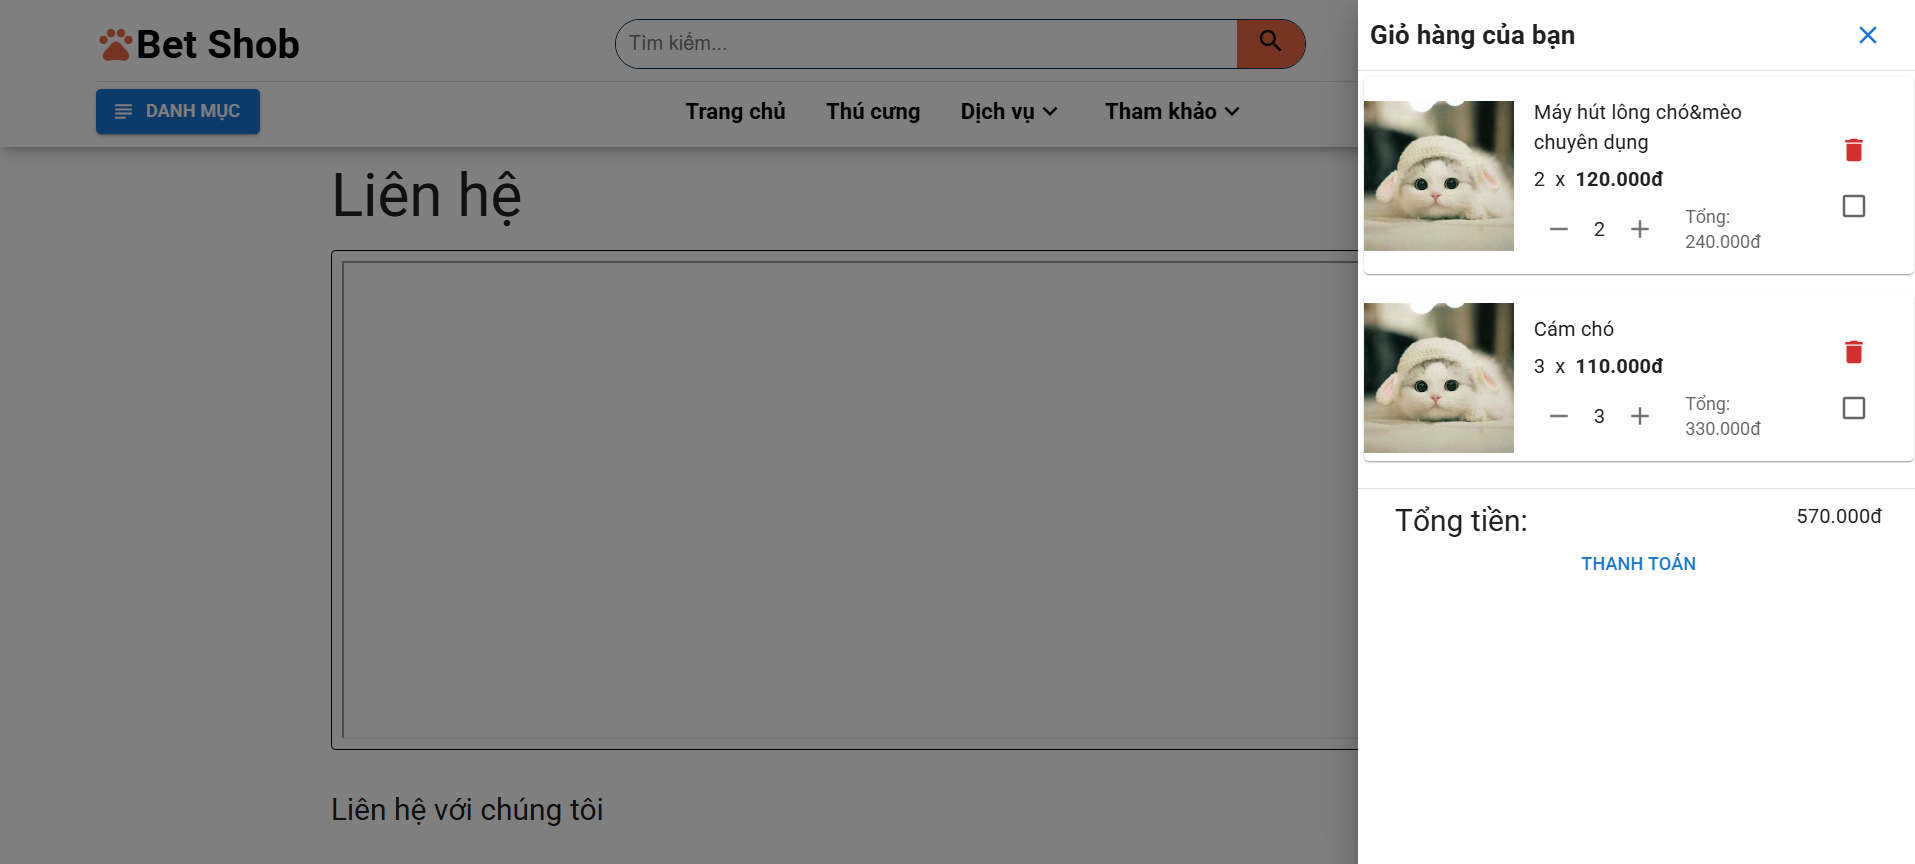 Bet Shob
Tìm kiếm...
DANH MỤC
Trang chủ
Thú cưng
Dịch vụ
Tham khảo
Liên hệ
Liên hệ với chúng tôi
Giỏ hàng của bạn
Máy hút lông chó&mèo
chuyên dụng
2 x 120.000đ
2
Tổng:
240.000đ
Cám chó
3 x 110.000đ
3
Tổng:
330.000đ
Tổng tiền:
570.000đ
THANH TOÁN